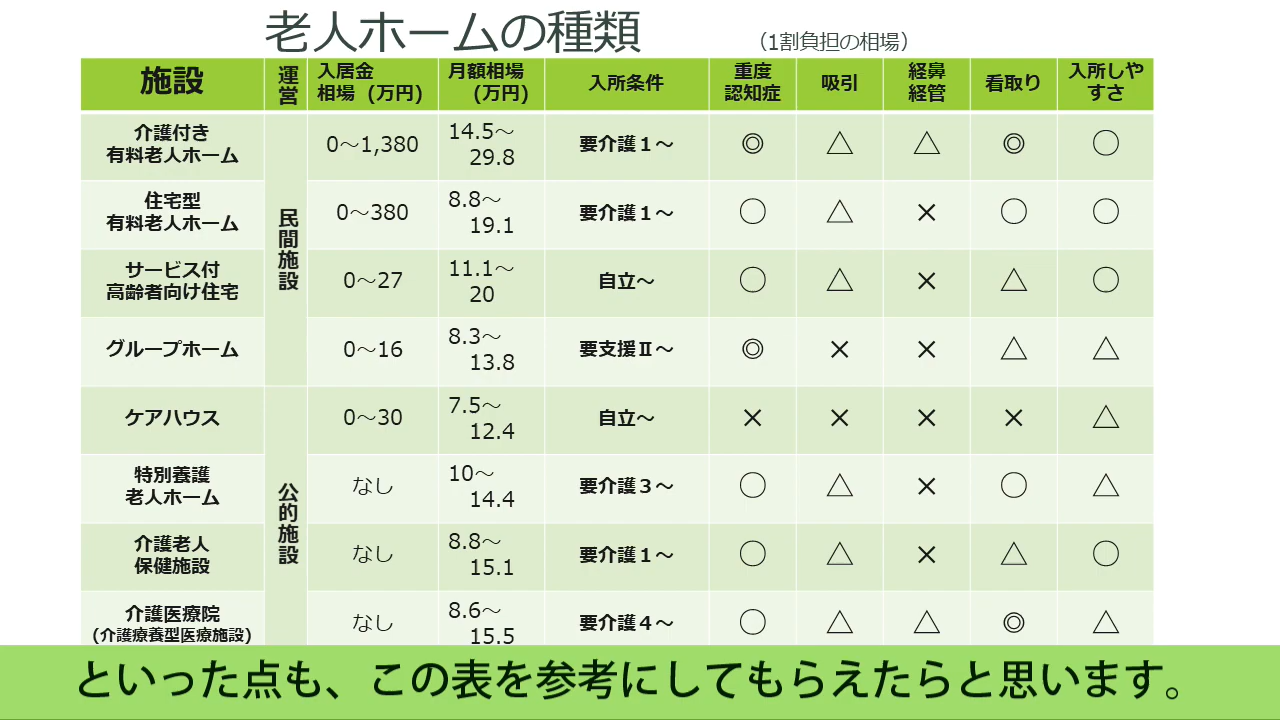 老人ホームの種類 （1割負担の相場）
施設 運営 入居金相場 (万円) 月額相場(万円) 入所条件 重度認知症 吸引 経鼻経管 看取り 入所しやすさ
民間施設
介護付き有料老人ホーム 0～1,380 14.5～29.8 要介護１～ ◎ △ △ ◎ ○
住宅型有料老人ホーム 0～380 8.8～19.1 要介護１～ ○ △ × ○ ○
サービス付高齢者向け住宅 0～27 11.1～20 自立～ ○ △ × △ ○
グループホーム 0～16 8.3～13.8 要支援Ⅱ～ ◎ × × △ △
公的施設
ケアハウス 0～30 7.5～12.4 自立～ × × × × △
特別養護老人ホーム なし 10～14.4 要介護３～ ○ △ × ○ △
介護老人保健施設 なし 8.8～15.1 要介護１～ ○ △ × △ ○
介護医療院(介護療養型医療施設) なし 8.6～15.5 要介護４～ ○ △ △ ◎ △
といった点も、この表を参考にしてもらえたらと思います。